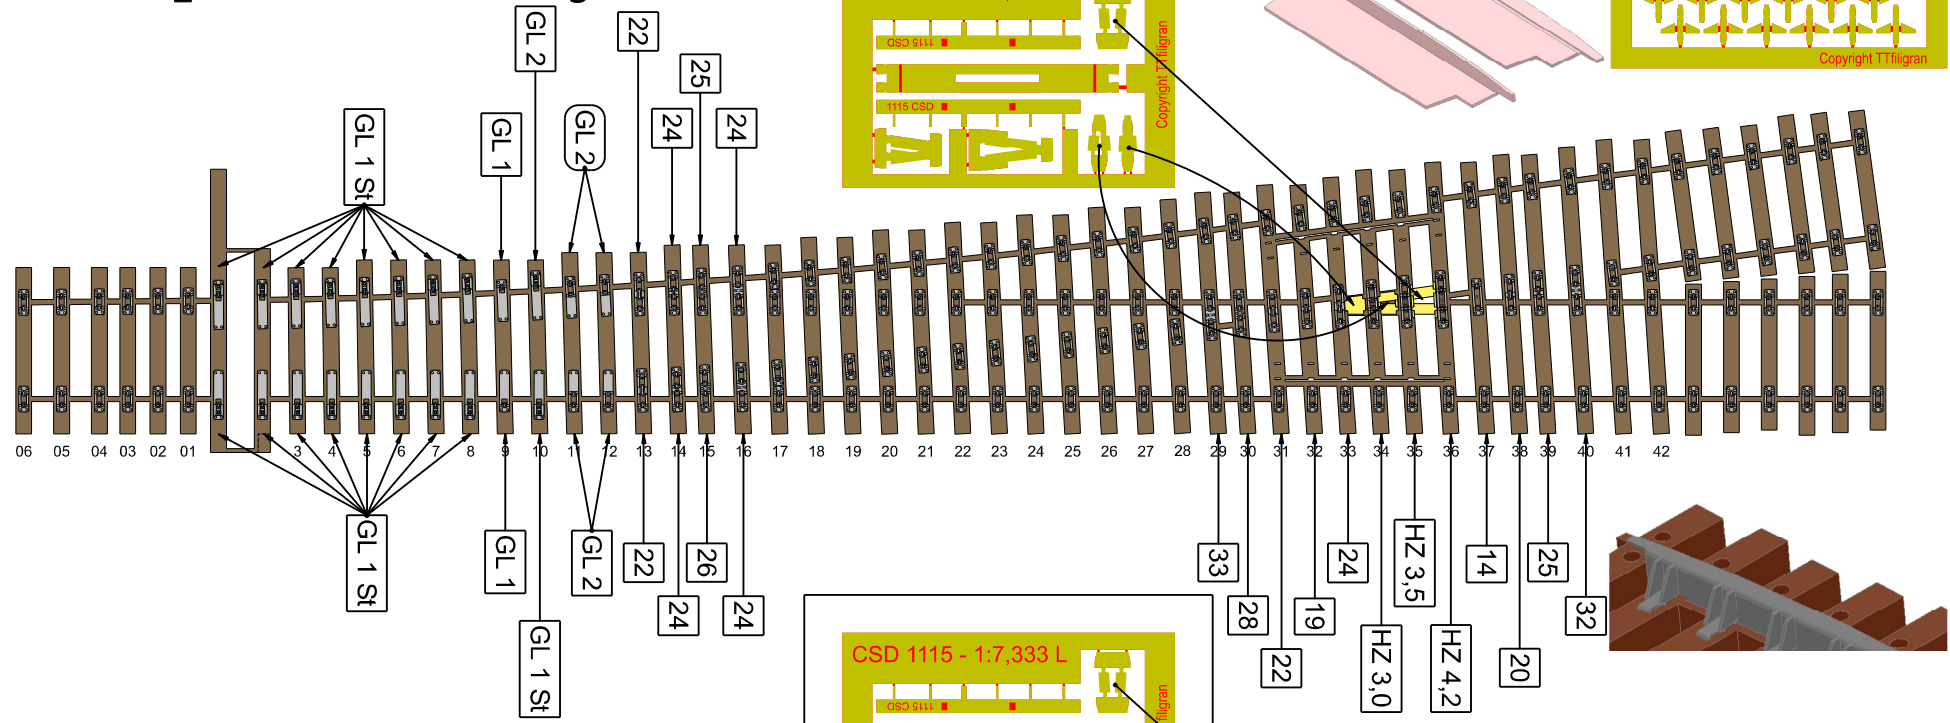 GL 2
22
25
GL 1 St
GL 1
GL 2
24
24
1115 CSD
1115 CSD
Copyright TTfiligran
Copyright TTfiligran
06 05 04 03 02 01 3 4 5 6 7 8 9 10 11 12 13 14 15 16 17 18 19 20 21 22 23 24 25 26 27 28 29 30 31 32 33 34 35 36 37 38 39 40 41 42
GL 1 St
GL 1
GL 1 St
GL 2
22
24
26
24
33
28
22
19
24
HZ 3,0
HZ 3,5
HZ 4,2
14
20
25
32
CSD 1115 - 1:7,333 L
1115 CSD
filigran